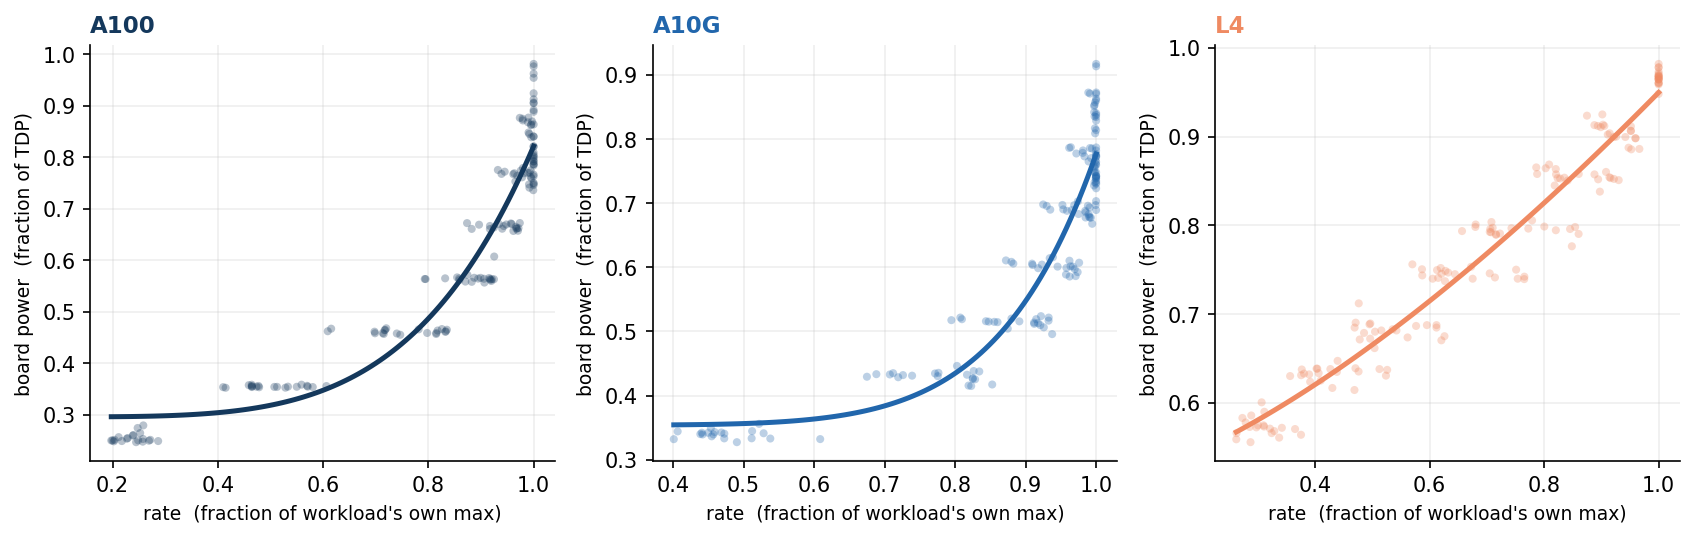 A100
1.0
0.9
0.8
0.7
0.6
0.5
0.4
0.3
board power (fraction of TDP)
0.2 0.4 0.6 0.8 1.0
rate (fraction of workload's own max)
A10G
0.9
0.8
0.7
0.6
0.5
0.4
0.3
board power (fraction of TDP)
0.4 0.5 0.6 0.7 0.8 0.9 1.0
rate (fraction of workload's own max)
L4
1.0
0.9
0.8
0.7
0.6
board power (fraction of TDP)
0.4 0.6 0.8 1.0
rate (fraction of workload's own max)